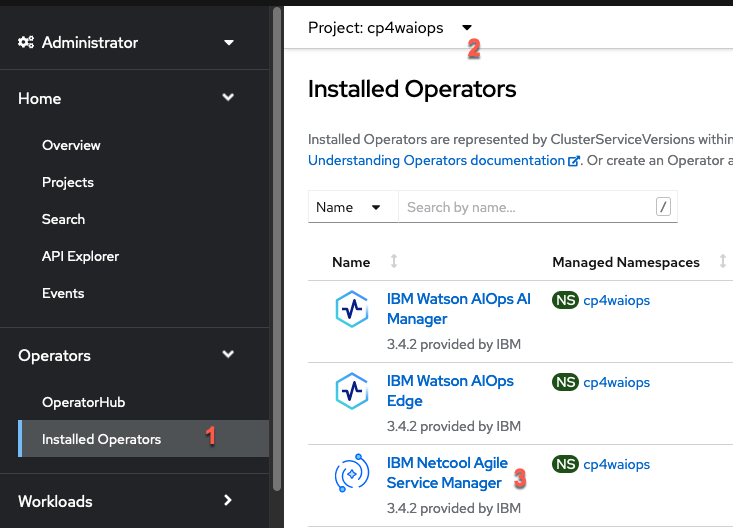 Administrator
Home
Overview
Projects
Search
API Explorer
Events
Operators
OperatorHub
Installed Operators 1
Workloads
Project: cp4waiops
2
Installed Operators
Installed Operators are represented by ClusterServiceVersions within
Understanding Operators documentation. Or create an Operator a
Name Search by name... /
Name Managed Namespaces
IBM Watson AIOps AI NS cp4waiops
Manager
3.4.2 provided by IBM
IBM Watson AIOps NS cp4waiops
Edge
3.4.2 provided by IBM
IBM Netcool Agile NS cp4waiops
Service Manager 3
3.4.2 provided by IBM